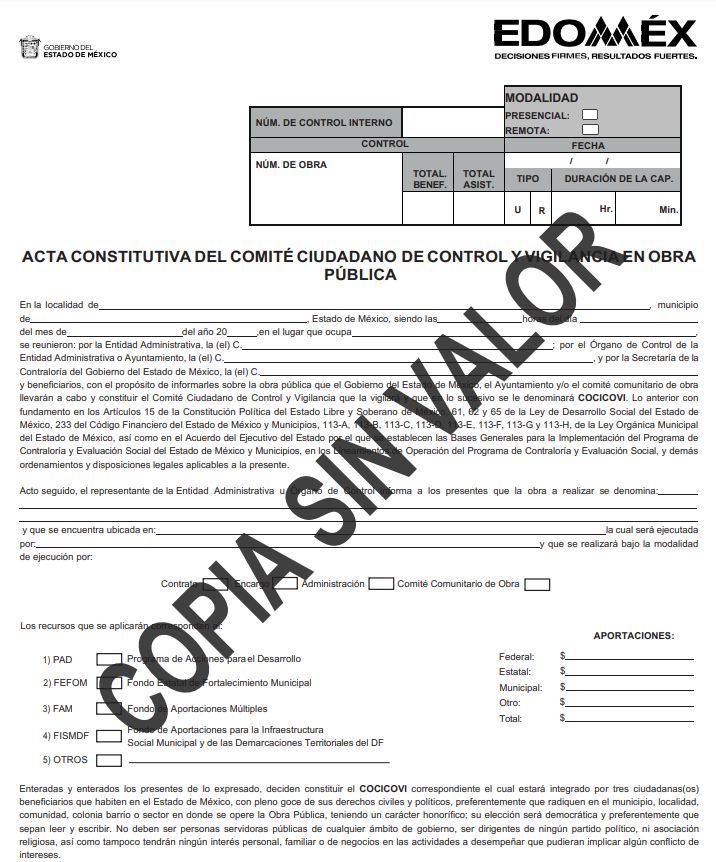 GOBIERNO DEL
ESTADO DE MÉXICO
EDOMÉX
DECISIONES FIRMES, RESULTADOS FUERTES.
NÚM. DE CONTROL INTERNO
MODALIDAD
PRESENCIAL:
REMOTA:
CONTROL
FECHA
NÚM. DE OBRA
TOTAL. BENEF.
TOTAL ASIST.
/ /
TIPO
DURACIÓN DE LA CAP.
U
R
Hr.
Min.
ACTA CONSTITUTIVA DEL COMITÉ CIUDADANO DE CONTROL Y VIGILANCIA EN OBRA
PÚBLICA
En la localidad de, municipio
de, Estado de México, siendo las horas del día
del mes de del año 20 ,en el lugar que ocupa,
se reunieron: por la Entidad Administrativa, la (el) C. ; por el Órgano de Control de la
Entidad Administrativa o Ayuntamiento, la (el) C. , y por la Secretaría de la
Contraloría del Gobierno del Estado de México, la (el) C.
y beneficiarios, con el propósito de informarles sobre la obra pública que el Gobierno del Estado de México, el Ayuntamiento y/o el comité comunitario de obra
llevarán a cabo y constituir el Comité Ciudadano de Control y Vigilancia que la vigilará y que en lo sucesivo se le denominará COCICOVI. Lo anterior con
fundamento en los Artículos 15 de la Constitución Política del Estado Libre y Soberano de México, 61, 62 y 65 de la Ley de Desarrollo Social del Estado de
México, 233 del Código Financiero del Estado de México y Municipios, 113-A, 113-B, 113-C, 113-D, 113-E, 113-F, 113-G y 113-H, de la Ley Orgánica Municipal
del Estado de México, así como en el Acuerdo del Ejecutivo del Estado por el que se establecen las Bases Generales para la Implementación del Programa de
Contraloría y Evaluación Social del Estado de México y Municipios, en los Lineamientos de Operación del Programa de Contraloría y Evaluación Social, y demás
ordenamientos y disposiciones legales aplicables a la presente.
Acto seguido, el representante de la Entidad Administrativa u Órgano de Control informa a los presentes que la obra a realizar se denomina:
y que se encuentra ubicada en: la cual será ejecutada
por: y que se realizará bajo la modalidad
de ejecución por:
Contrato Encargo Administración Comité Comunitario de Obra
Los recursos que se aplicarán corresponden al:
APORTACIONES:
1) PAD Programa de Acciones para el Desarrollo
2) FEFOM Fondo Estatal de Fortalecimiento Municipal
3) FAM Fondo de Aportaciones Múltiples
4) FISMDF Fondo de Aportaciones para la Infraestructura
Social Municipal y de las Demarcaciones Territoriales del DF
5) OTROS
Federal: $
Estatal: $
Municipal: $
Otro: $
Total: $
Enteradas y enterados los presentes de lo expresado, deciden constituir el COCICOVI correspondiente el cual estará integrado por tres ciudadanas(os)
beneficiarios que habiten en el Estado de México, con pleno goce de sus derechos civiles y políticos, preferentemente que radiquen en el municipio, localidad,
comunidad, colonia barrio o sector en donde se opere la Obra Pública, teniendo un carácter honorífico; su elección será democrática y preferentemente que
sepan leer y escribir. No deben ser personas servidoras públicas de cualquier ámbito de gobierno, ser dirigentes de ningún partido político, ni asociación
religiosa, así como tampoco tendrán ningún interés personal, familiar o de negocios en las actividades a desempeñar que pudieran implicar algún conflicto de
intereses.
COPIA SIN VALOR